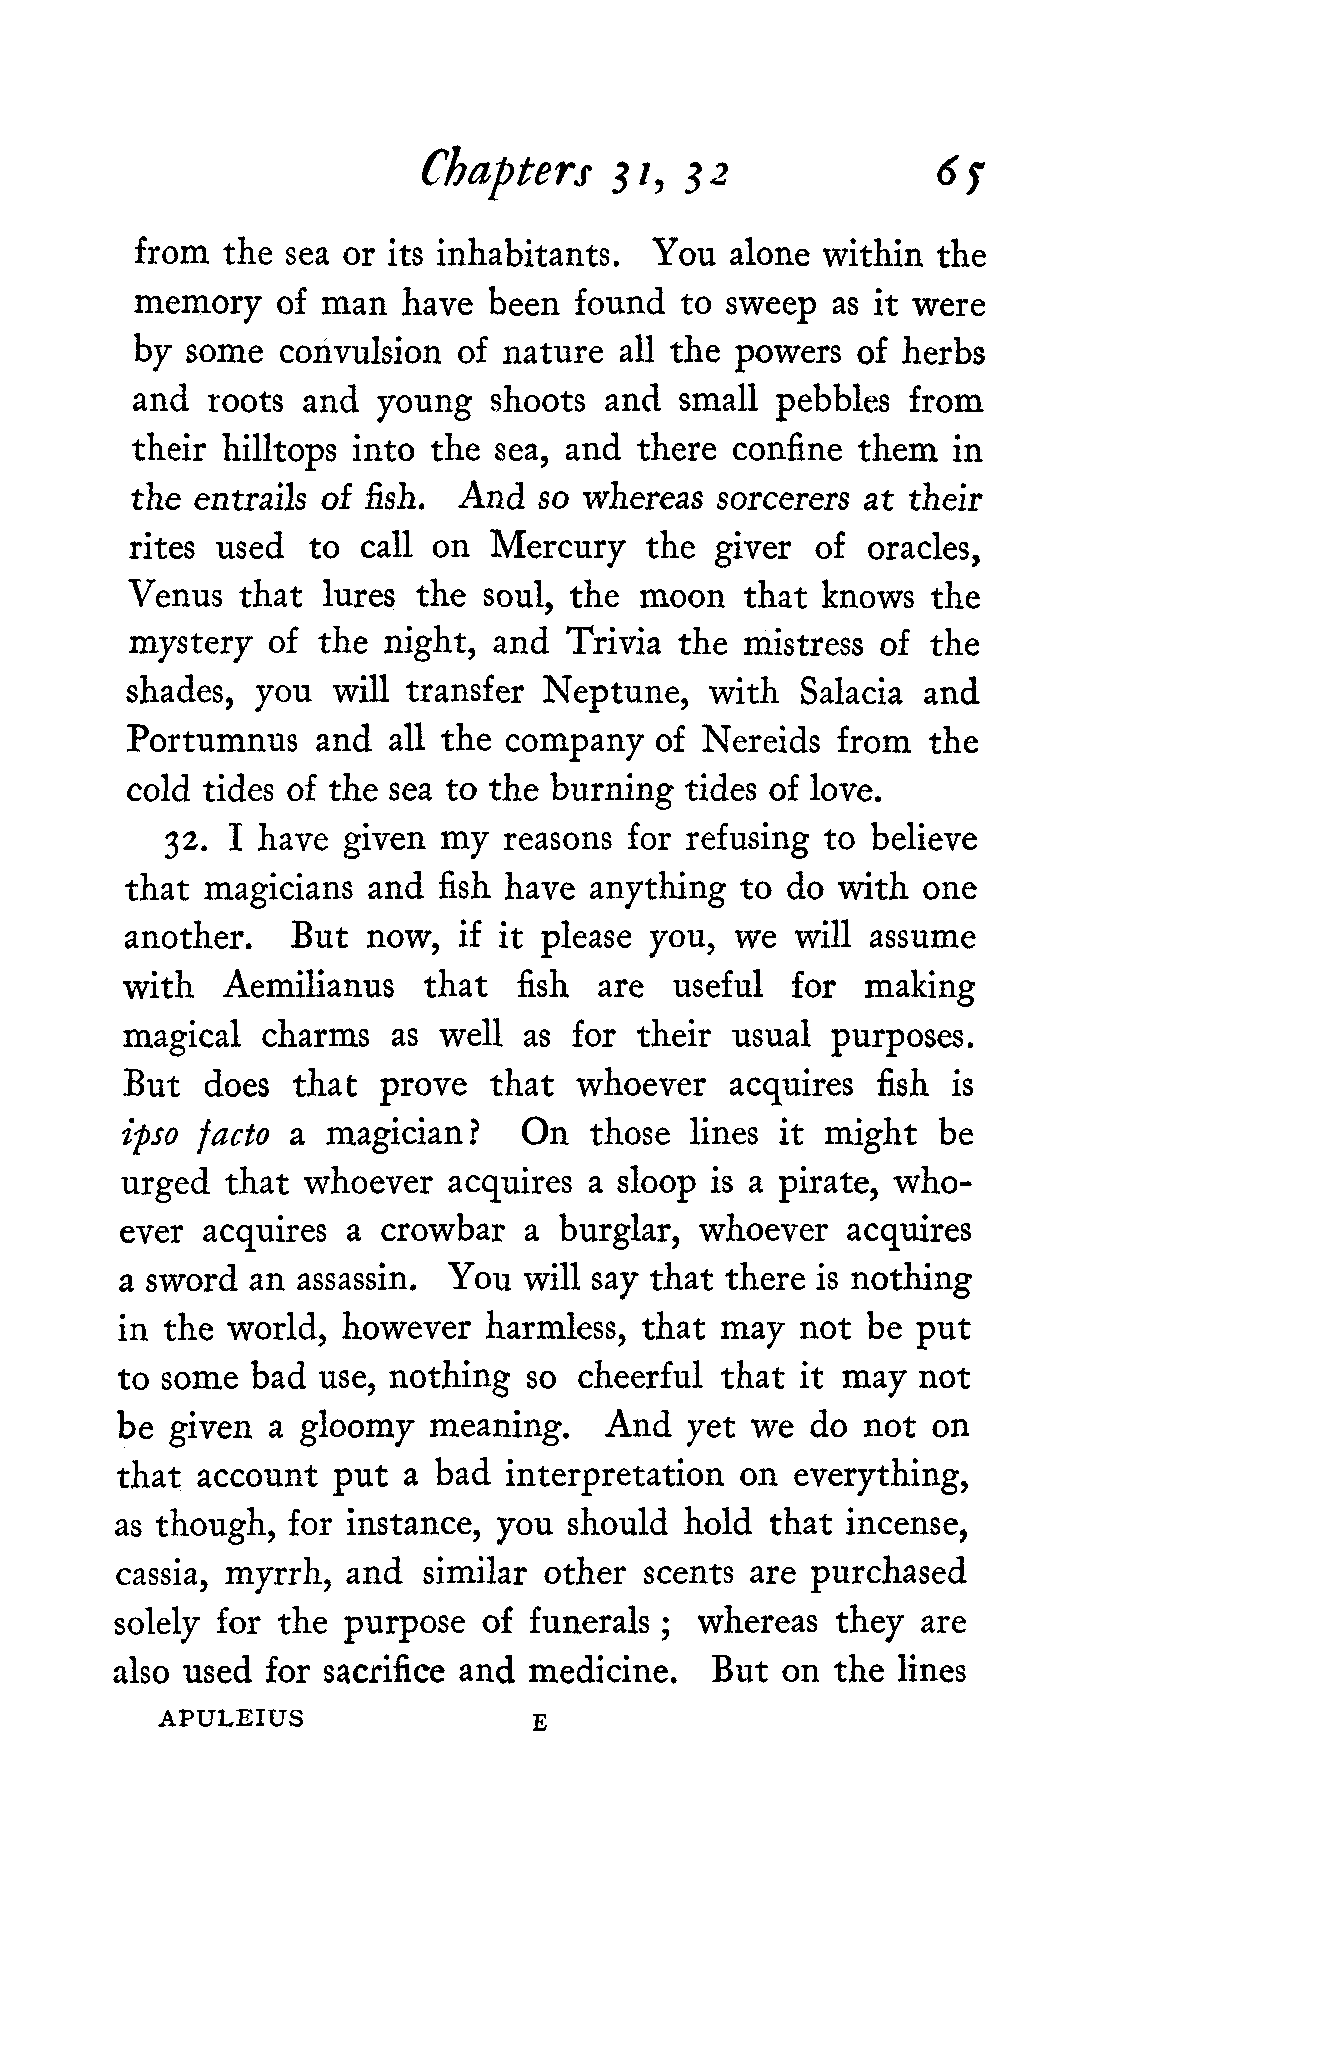 Chapters 31, 32 65
from the sea or its inhabitants. You alone within the
memory of man have been found to sweep as it were
by some convulsion of nature all the powers of herbs
and roots and young shoots and small pebbles from
their hilltops into the sea, and there confine them in
the entrails of fish. And so whereas sorcerers at their
rites used to call on Mercury the giver of oracles,
Venus that lures the soul, the moon that knows the
mystery of the night, and Trivia the mistress of the
shades, you will transfer Neptune, with Salacia and
Portumnus and all the company of Nereids from the
cold tides of the sea to the burning tides of love.
32. I have given my reasons for refusing to believe
that magicians and fish have anything to do with one
another. But now, if it please you, we will assume
with Aemilianus that fish are useful for making
magical charms as well as for their usual purposes.
But does that prove that whoever acquires fish is
ipso facto a magician? On those lines it might be
urged that whoever acquires a sloop is a pirate, who-
ever acquires a crowbar a burglar, whoever acquires
a sword an assassin. You will say that there is nothing
in the world, however harmless, that may not be put
to some bad use, nothing so cheerful that it may not
be given a gloomy meaning. And yet we do not on
that account put a bad interpretation on everything,
as though, for instance, you should hold that incense,
cassia, myrrh, and similar other scents are purchased
solely for the purpose of funerals ; whereas they are
also used for sacrifice and medicine. But on the lines
APULEIUS E